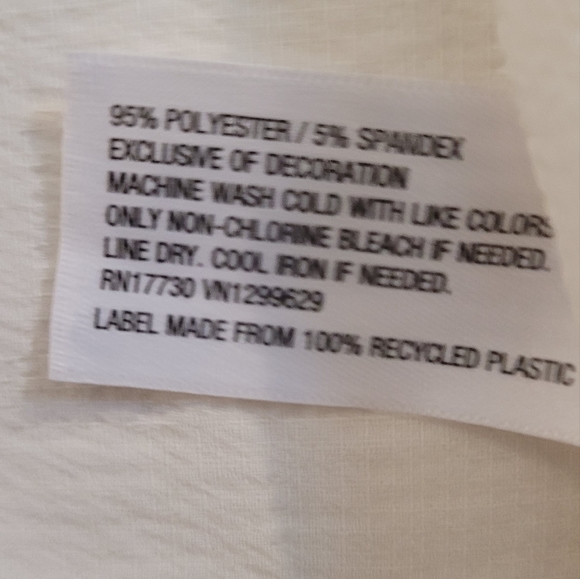 95% POLYESTER / 5% SPANDEX
EXCLUSIVE OF DECORATION
MACHINE WASH COLD WITH LIKE COLORS
ONLY NON-CHLORINE BLEACH IF NEEDED.
LINE DRY. COOL IRON IF NEEDED.
RN17730 VN1299629
LABEL MADE FROM 100% RECYCLED PLASTIC